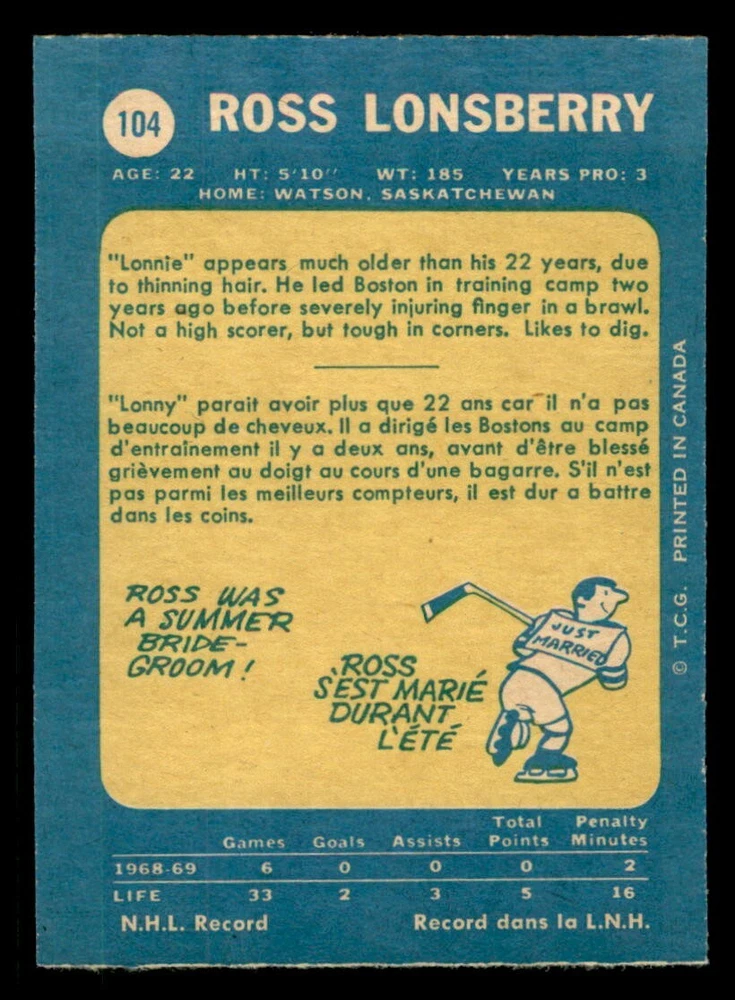 104 ROSS LONSBERRY
AGE: 22 HT: 5'10'' WT: 185 YEARS PRO: 3
HOME: WATSON, SASKATCHEWAN
"Lonnie" appears much older than his 22 years, due
to thinning hair. He led Boston in training camp two
years ago before severely injuring finger in a brawl.
Not a high scorer, but tough in corners. Likes to dig.
"Lonny" parait avoir plus que 22 ans car il n'a pas
beaucoup de cheveux. Il a dirigé les Bostons au camp
d'entraînement il y a deux ans, avant d'être blessé
grièvement au doigt au cours d'une bagarre. S'il n'est
pas parmi les meilleurs compteurs, il est dur a battre
dans les coins.
ROSS WAS
A SUMMER
BRIDE-
GROOM!
ROSS
S'EST MARIÉ
DURANT
L'ÉTÉ
JUST
MARRIED
© T.C.G. PRINTED IN CANADA
Games Goals Assists Total Points Penalty Minutes
1968-69 6 0 0 0 2
LIFE 33 2 3 5 16
N.H.L. Record Record dans la L.N.H.